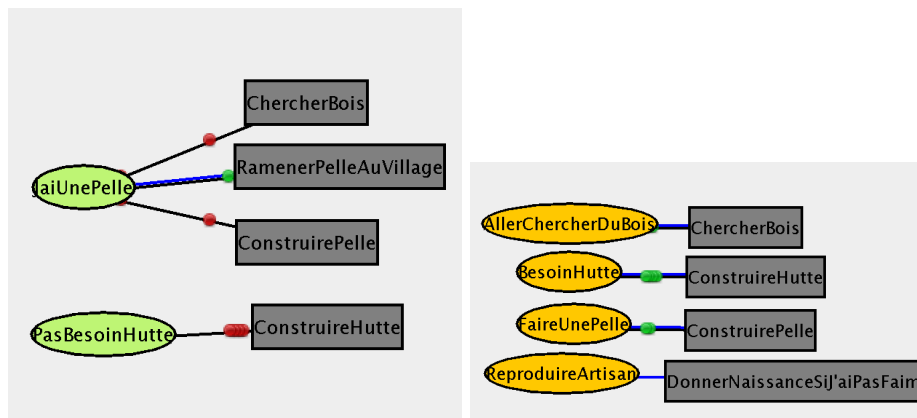 ChercherBois
JaiUnePelle
RamenerPelleAuVillage
ConstruirePelle
PasBesoinHutte
ConstruireHutte
AllerChercherDuBois
ChercherBois
BesoinHutte
ConstruireHutte
FaireUnePelle
ConstruirePelle
ReproduireArtisan
DonnerNaissanceSiJ'aiPasFaim